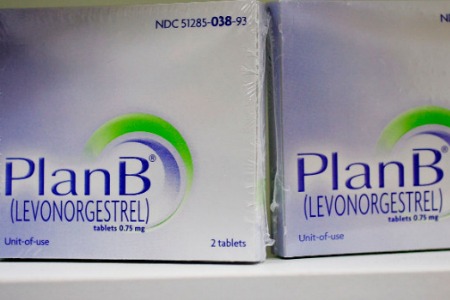 NDC 51285-038-93
PlanB®
(LEVONORGESTREL)
tablets 0.75 mg
Unit-of-use
2 tablets
PlanB®
(LEVONORGESTREL)
tablets 0.75 mg
Unit-of-use